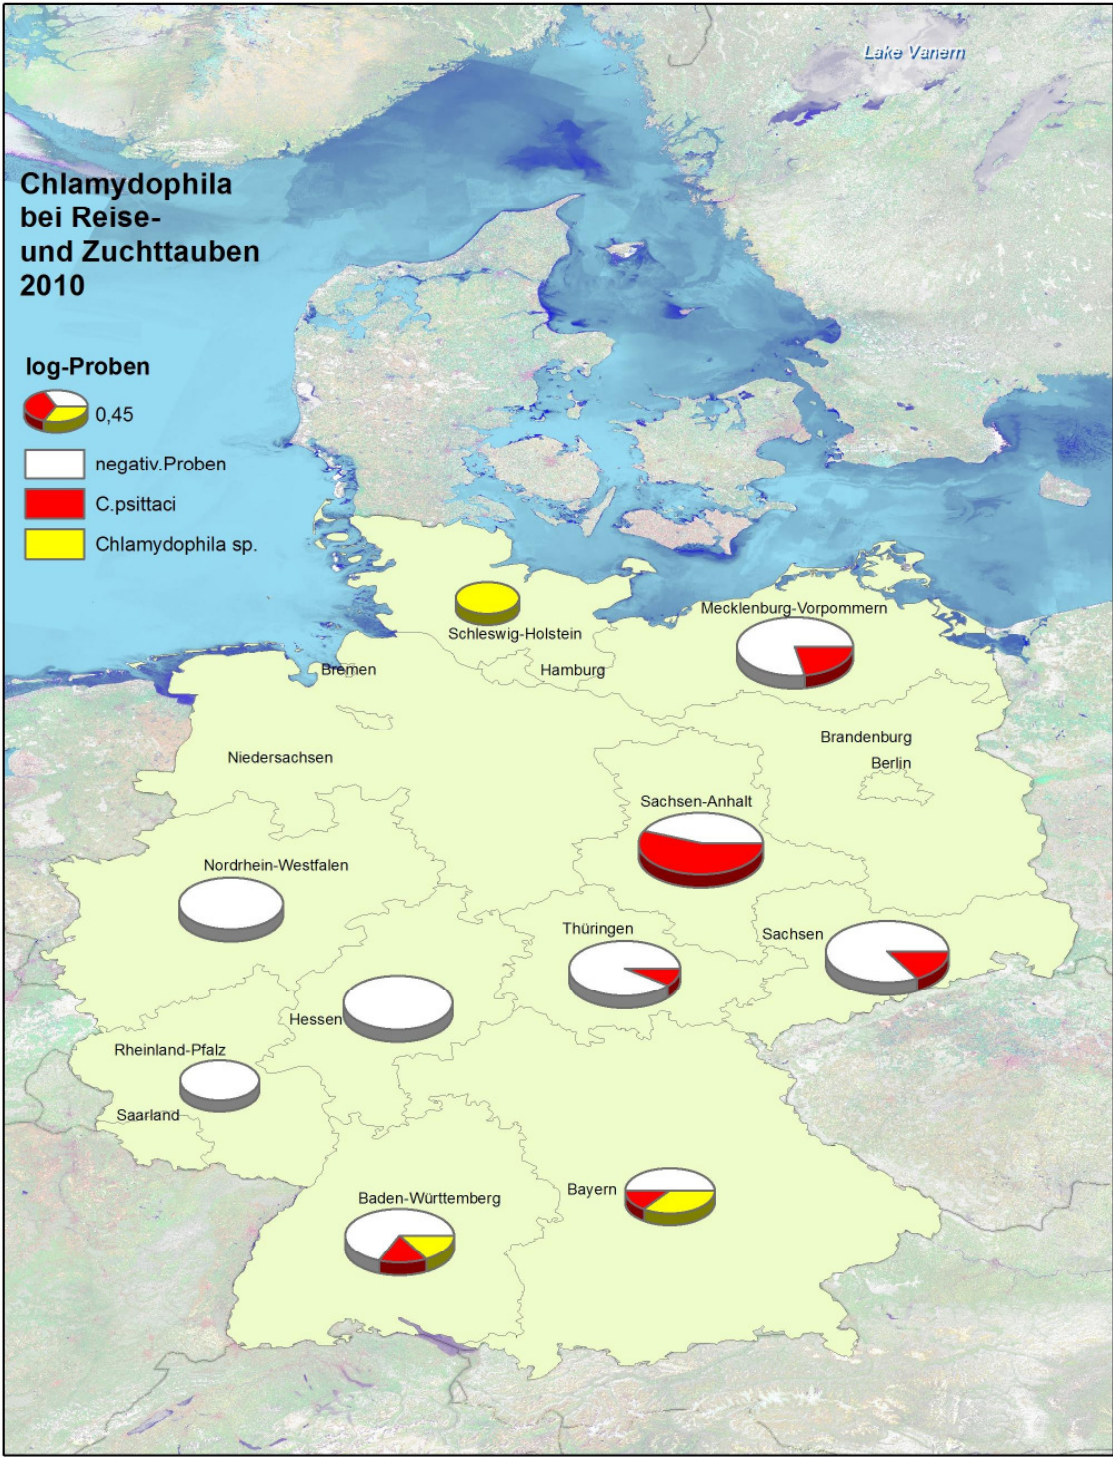 Lake Vanern
Chlamydophila
bei Reise-
und Zuchttauben
2010
log-Proben
0,45
negativ.Proben
C.psittaci
Chlamydophila sp.
Mecklenburg-Vorpommern
Schleswig-Holstein
Bremen
Hamburg
Brandenburg
Niedersachsen
Berlin
Sachsen-Anhalt
Nordrhein-Westfalen
Thüringen
Sachsen
Hessen
Rheinland-Pfalz
Saarland
Bayern
Baden-Württemberg